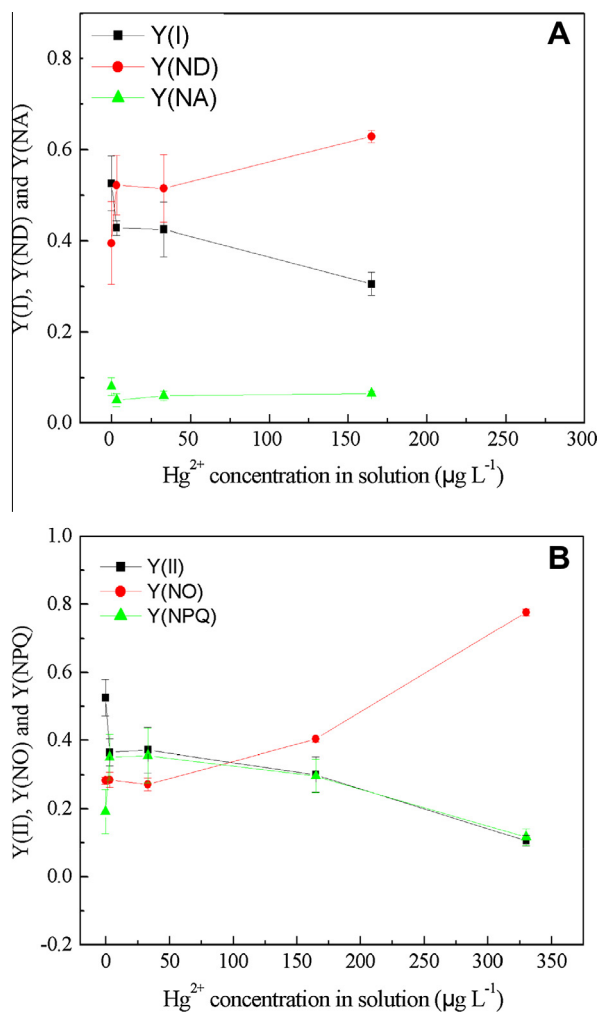 A
Y(I)
Y(ND)
Y(NA)
0.8
0.6
0.4
0.2
0.0
Y(I), Y(ND) and Y(NA)
0 50 100 150 200 250 300
Hg²⁺ concentration in solution (µg L⁻¹)
B
Y(II)
Y(NO)
Y(NPQ)
1.0
0.8
0.6
0.4
0.2
0.0
-0.2
Y(II), Y(NO) and Y(NPQ)
0 50 100 150 200 250 300 350
Hg²⁺ concentration in solution (µg L⁻¹)